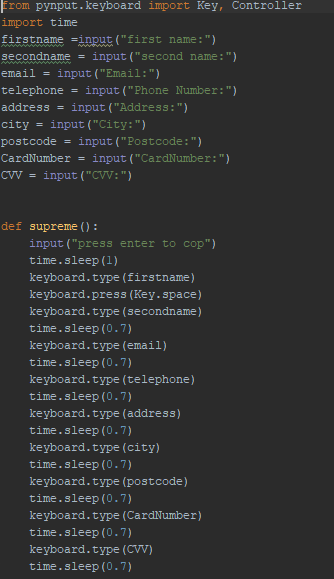 from pynput.keyboard import Key, Controller
import time
firstname =input("first name:")
secondname = input("second name:")
email = input("Email:")
telephone = input("Phone Number:")
address = input("Address:")
city = input("City:")
postcode = input("Postcode:")
CardNumber = input("CardNumber:")
CVV = input("CVV:")
def supreme():
    input("press enter to cop")
    time.sleep(1)
    keyboard.type(firstname)
    keyboard.press(Key.space)
    keyboard.type(secondname)
    time.sleep(0.7)
    keyboard.type(email)
    time.sleep(0.7)
    keyboard.type(telephone)
    time.sleep(0.7)
    keyboard.type(address)
    time.sleep(0.7)
    keyboard.type(city)
    time.sleep(0.7)
    keyboard.type(postcode)
    time.sleep(0.7)
    keyboard.type(CardNumber)
    time.sleep(0.7)
    keyboard.type(CVV)
    time.sleep(0.7)